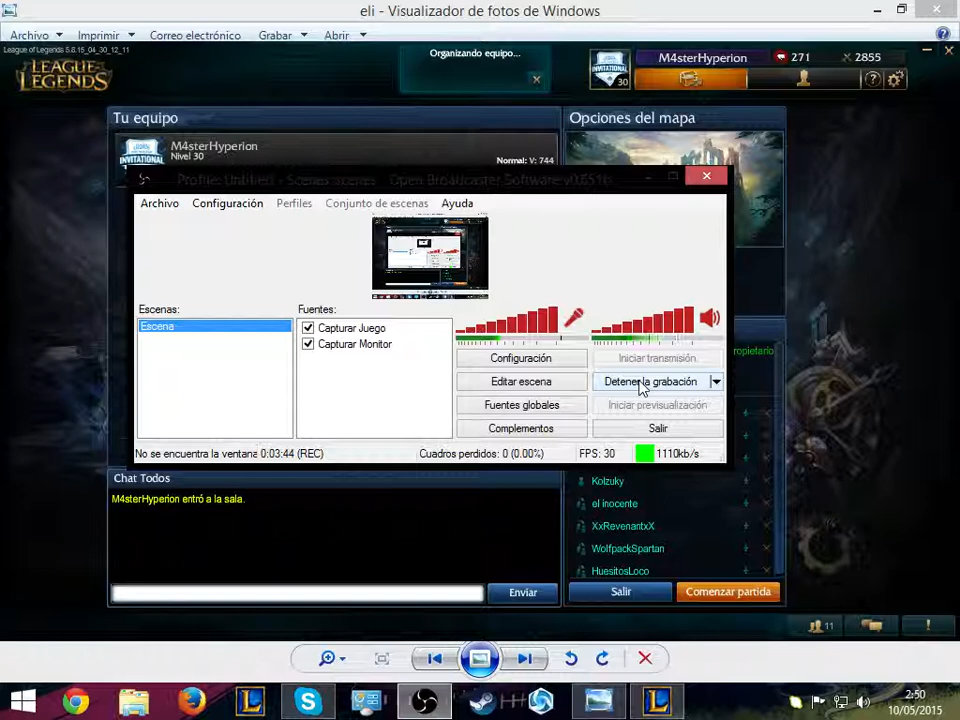 eli - Visualizador de fotos de Windows
Archivo Imprimir Correo electrónico Grabar Abrir
League of Legends 5.8.15_04_30_12_11
LEAGUE OF LEGENDS
Organizando equipo...
INVITATIONAL
30
M4sterHyperion 271 2855
Tu equipo
Opciones del mapa
INVITATIONAL
M4sterHyperion
Nivel 30
Normal: V: 744
Archivo Configuración Perfiles Conjunto de escenas Ayuda
Escenas: Fuentes:
Escena
Capturar Juego
Capturar Monitor
Configuración Iniciar transmisión
Editar escena Detener la grabación
Fuentes globales Iniciar previsualización
Complementos Salir
No se encuentra la ventana 0:03:44 (REC) Cuadros perdidos: 0 (0.00%) FPS: 30 1110kb/s
Chat Todos
M4sterHyperion entró a la sala.
Kolzuky
el inocente
XxRevenantxX
WolfpackSpartan
HuesitosLoco
Enviar
Salir
Comenzar partida
11
2:50
10/05/2015